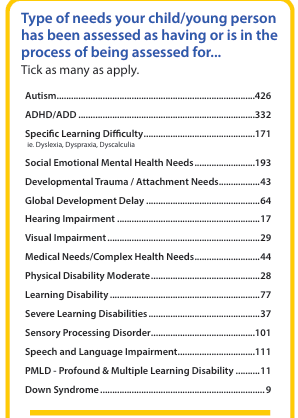 Type of needs your child/young person
has been assessed as having or is in the
process of being assessed for...
Tick as many as apply.
Autism..........................................................................426
ADHD/ADD ..................................................................332
Specific Learning Difficulty.........................................171
ie. Dyslexia, Dyspraxia, Dyscalculia
Social Emotional Mental Health Needs ......................193
Developmental Trauma / Attachment Needs...............43
Global Development Delay ..........................................64
Hearing Impairment ....................................................17
Visual Impairment........................................................29
Medical Needs/Complex Health Needs.......................44
Physical Disability Moderate........................................28
Learning Disability .......................................................77
Severe Learning Disabilities .........................................37
Sensory Processing Disorder......................................101
Speech and Language Impairment............................111
PMLD - Profound & Multiple Learning Disability .........11
Down Syndrome ............................................................9